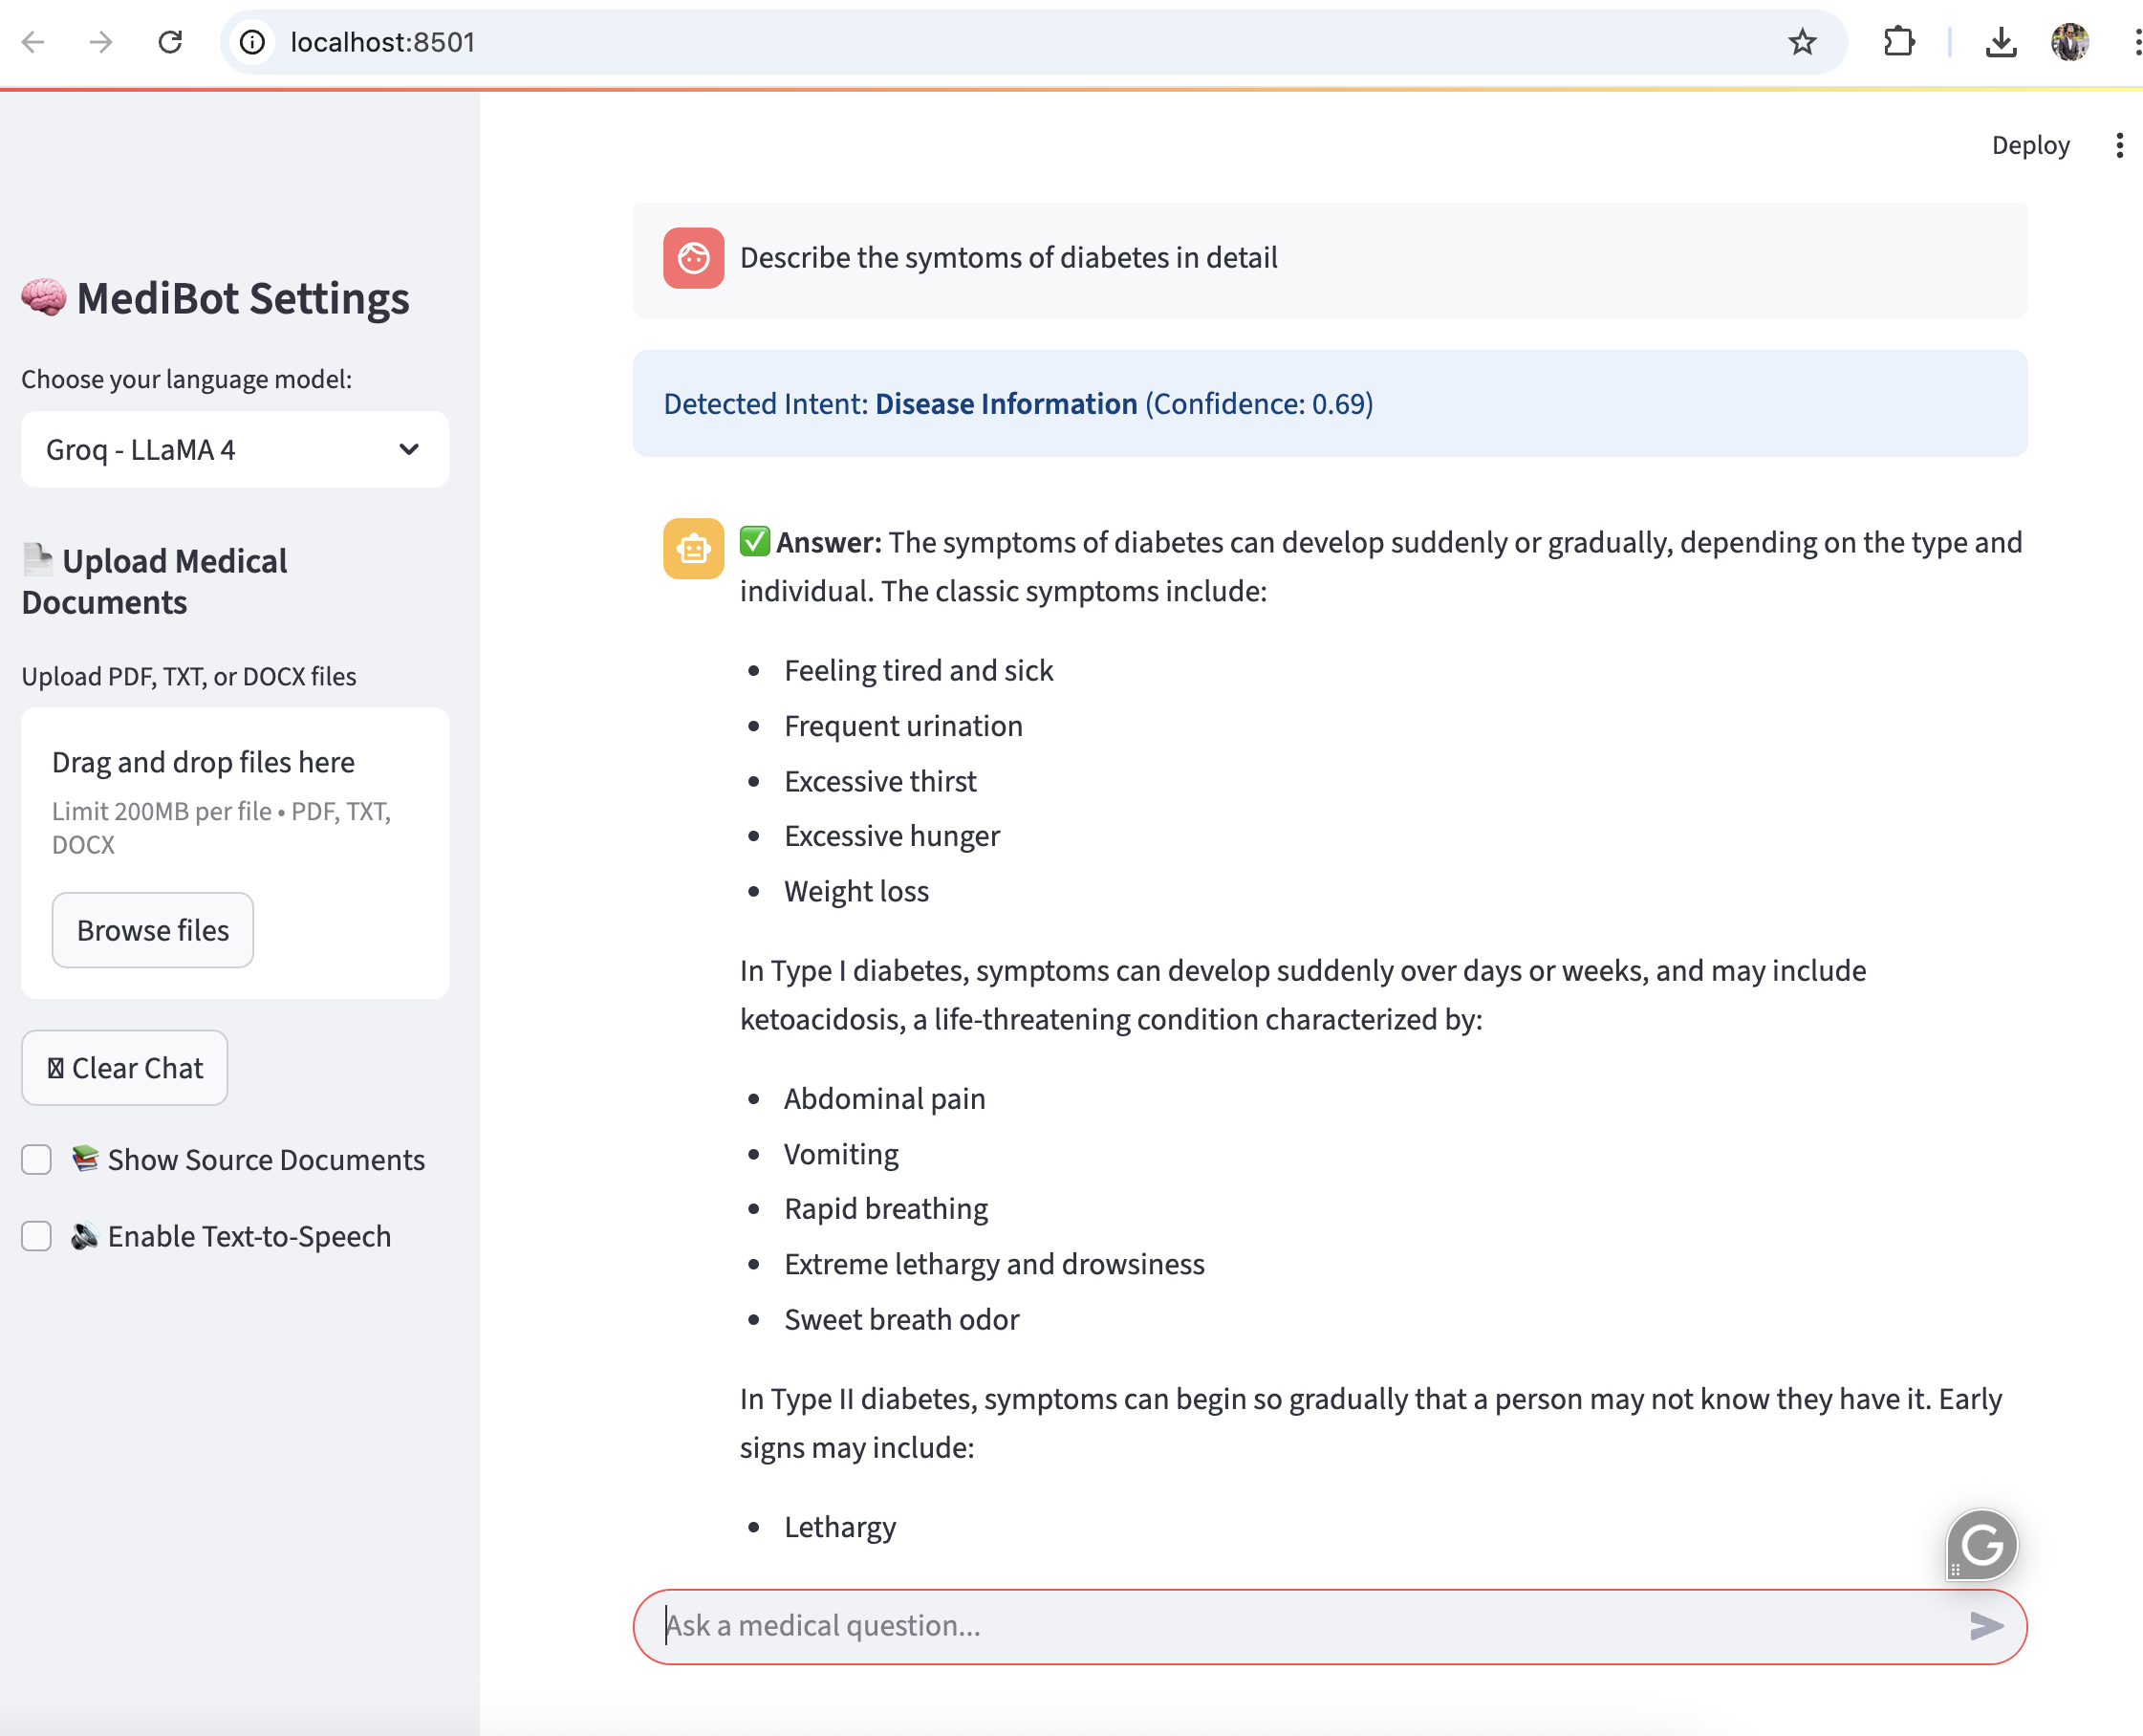 localhost:8501
Deploy
🧠 MediBot Settings
Choose your language model:
Groq - LLaMA 4
📄 Upload Medical
Documents
Upload PDF, TXT, or DOCX files
Drag and drop files here
Limit 200MB per file • PDF, TXT,
DOCX
Browse files
Clear Chat
📚 Show Source Documents
🔊 Enable Text-to-Speech
Describe the symtoms of diabetes in detail
Detected Intent: Disease Information (Confidence: 0.69)
✅ Answer: The symptoms of diabetes can develop suddenly or gradually, depending on the type and
individual. The classic symptoms include:
• Feeling tired and sick
• Frequent urination
• Excessive thirst
• Excessive hunger
• Weight loss
In Type I diabetes, symptoms can develop suddenly over days or weeks, and may include
ketoacidosis, a life-threatening condition characterized by:
• Abdominal pain
• Vomiting
• Rapid breathing
• Extreme lethargy and drowsiness
• Sweet breath odor
In Type II diabetes, symptoms can begin so gradually that a person may not know they have it. Early
signs may include:
• Lethargy
G
Ask a medical question...